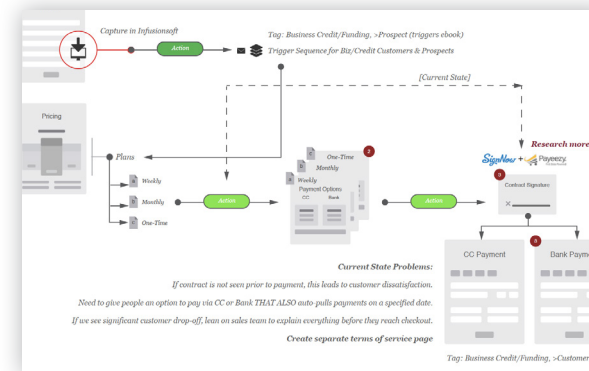 Capture in Infusionsoft
Action
Tag: Business Credit/Funding, >Prospect (triggers ebook)
Trigger Sequence for Biz/Credit Customers & Prospects
[Current State]
Pricing
Plans
a Weekly
b Monthly
c One-Time
Action
c One-Time
b Monthly
a Weekly
2
Payment Options
CC Bank
Action
Research more
SignNow + Payeezy
3
Contract Signature
X
CC Payment
Bank Paym
Current State Problems:
If contract is not seen prior to payment, this leads to customer dissatisfaction.
Need to give people an option to pay via CC or Bank THAT ALSO auto-pulls payments on a specified date.
If we see significant customer drop-off, lean on sales team to explain everything before they reach checkout.
Create separate terms of service page
Tag: Business Credit/Funding, >Customer